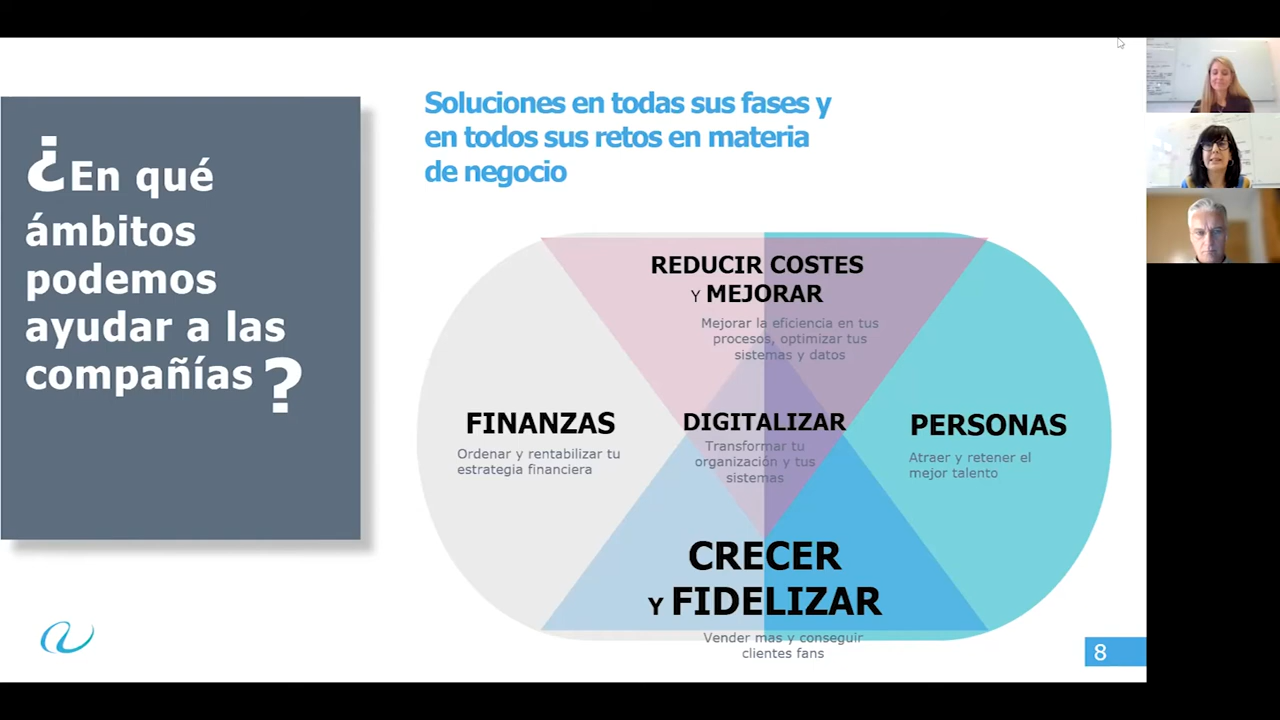 ¿En qué
ámbitos
podemos
ayudar a las
compañías?
Soluciones en todas sus fases y
en todos sus retos en materia
de negocio
REDUCIR COSTES
Y MEJORAR
Mejorar la eficiencia en tus
procesos, optimizar tus
sistemas y datos
FINANZAS
Ordenar y rentabilizar tu
estrategia financiera
DIGITALIZAR
Transformar tu
organización y tus
sistemas
PERSONAS
Atraer y retener el
mejor talento
CRECER
Y FIDELIZAR
Vender mas y conseguir
clientes fans
8